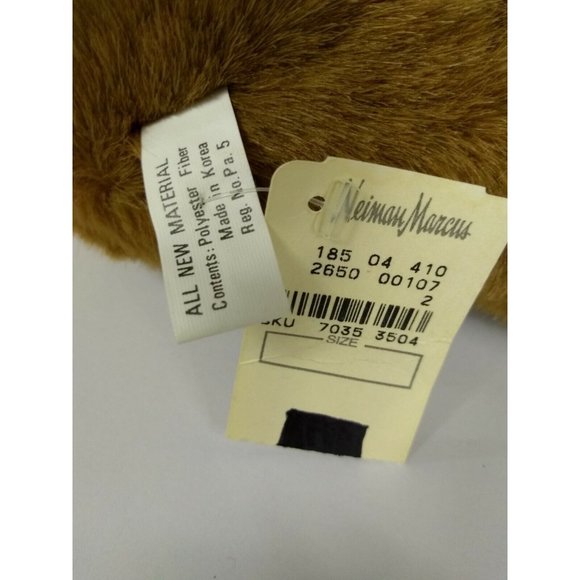 ALL NEW MATERIAL
Contents: Polyester Fiber
Made in Korea
Reg. No. Pa. 5
Neiman Marcus
185 04 410
2650 00107
2
SKU 7035 3504
SIZE